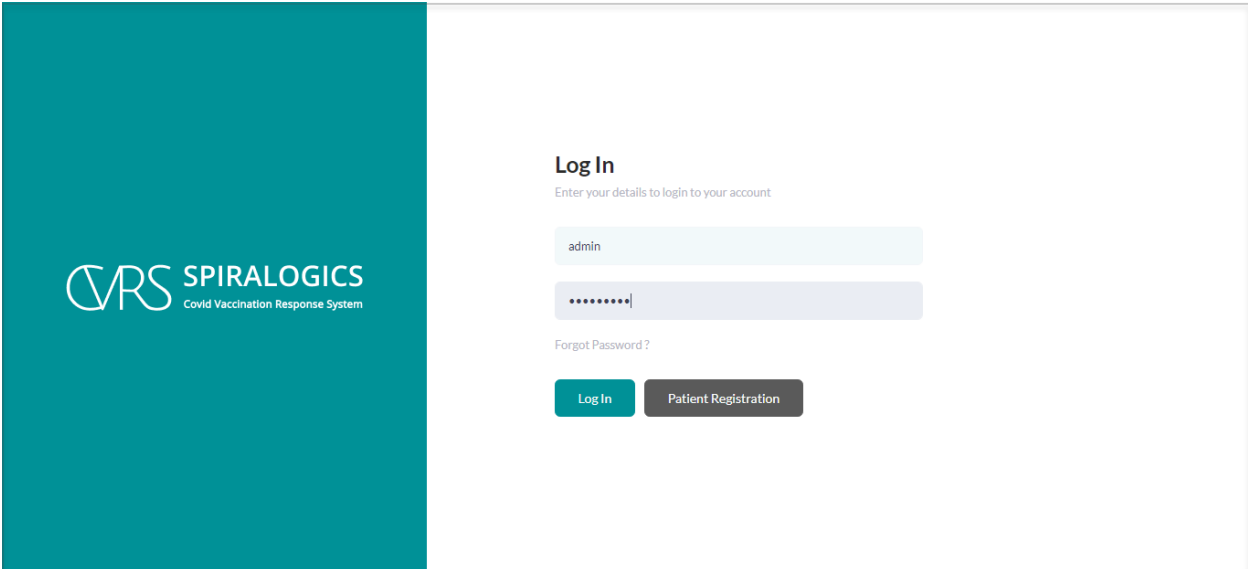 CVRS SPIRALOGICS
Covid Vaccination Response System
Log In
Enter your details to login to your account
admin
•••••••••
Forgot Password ?
Log In
Patient Registration